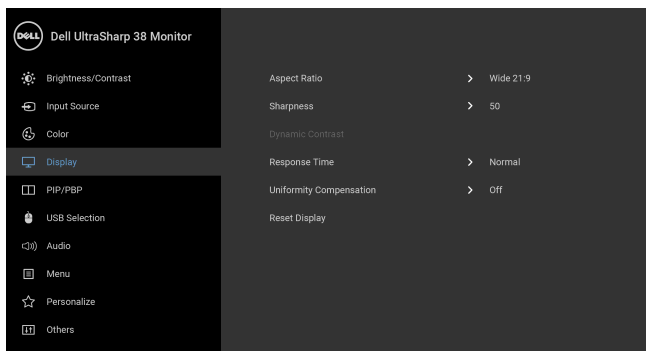 DELL Dell UltraSharp 38 Monitor
Brightness/Contrast
Input Source
Color
Display
PIP/PBP
USB Selection
Audio
Menu
Personalize
Others
Aspect Ratio > Wide 21:9
Sharpness > 50
Dynamic Contrast
Response Time > Normal
Uniformity Compensation > Off
Reset Display